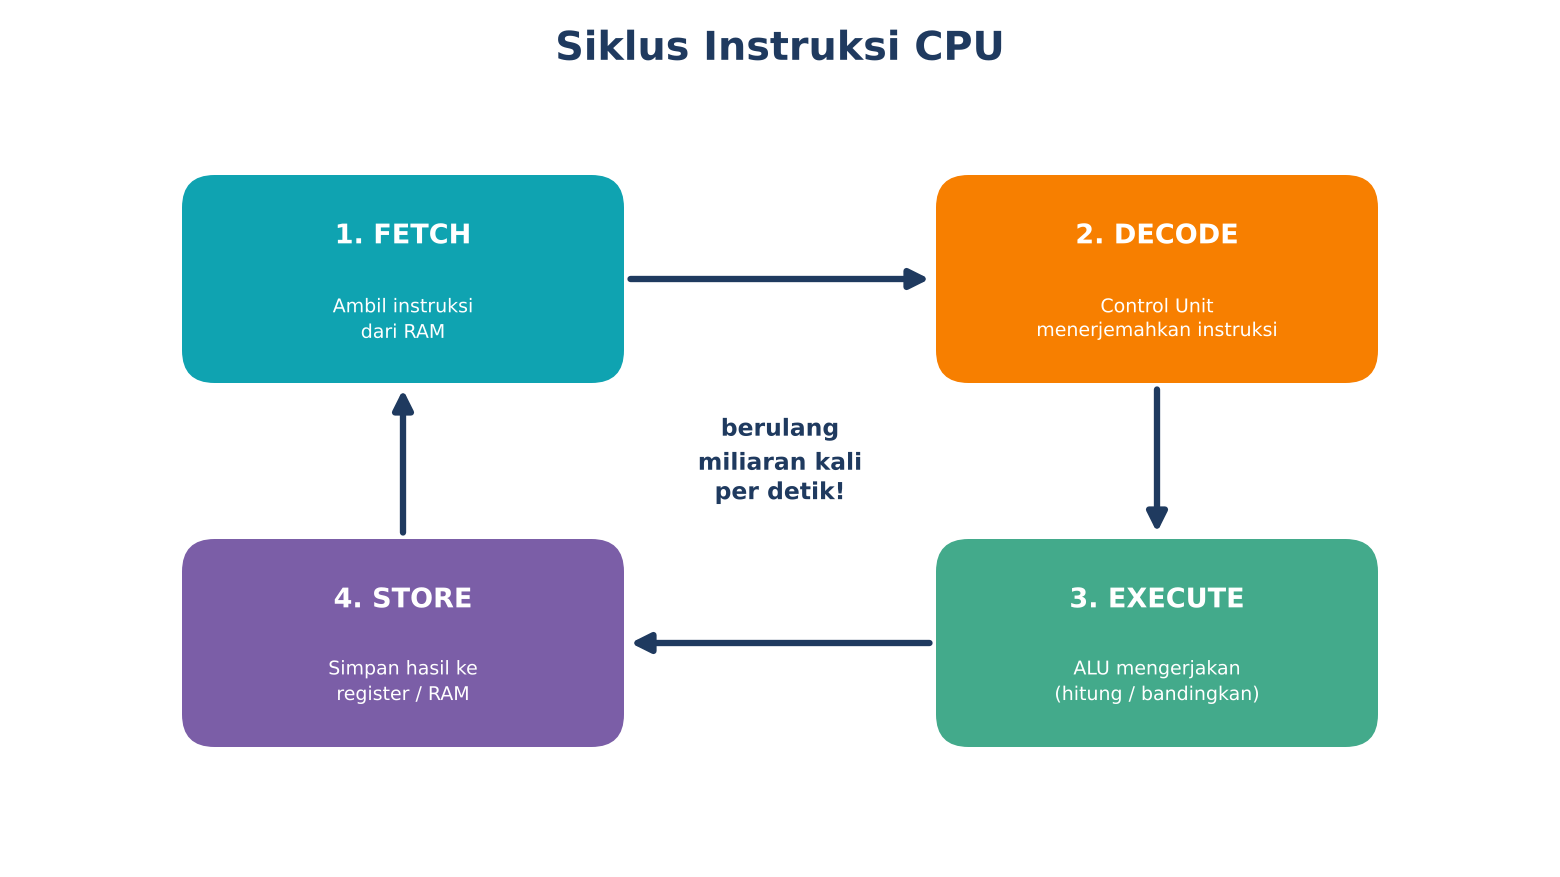 Siklus Instruksi CPU
1. FETCH
Ambil instruksi
dari RAM
2. DECODE
Control Unit
menerjemahkan instruksi
berulang
miliaran kali
per detik!
4. STORE
Simpan hasil ke
register / RAM
3. EXECUTE
ALU mengerjakan
(hitung / bandingkan)